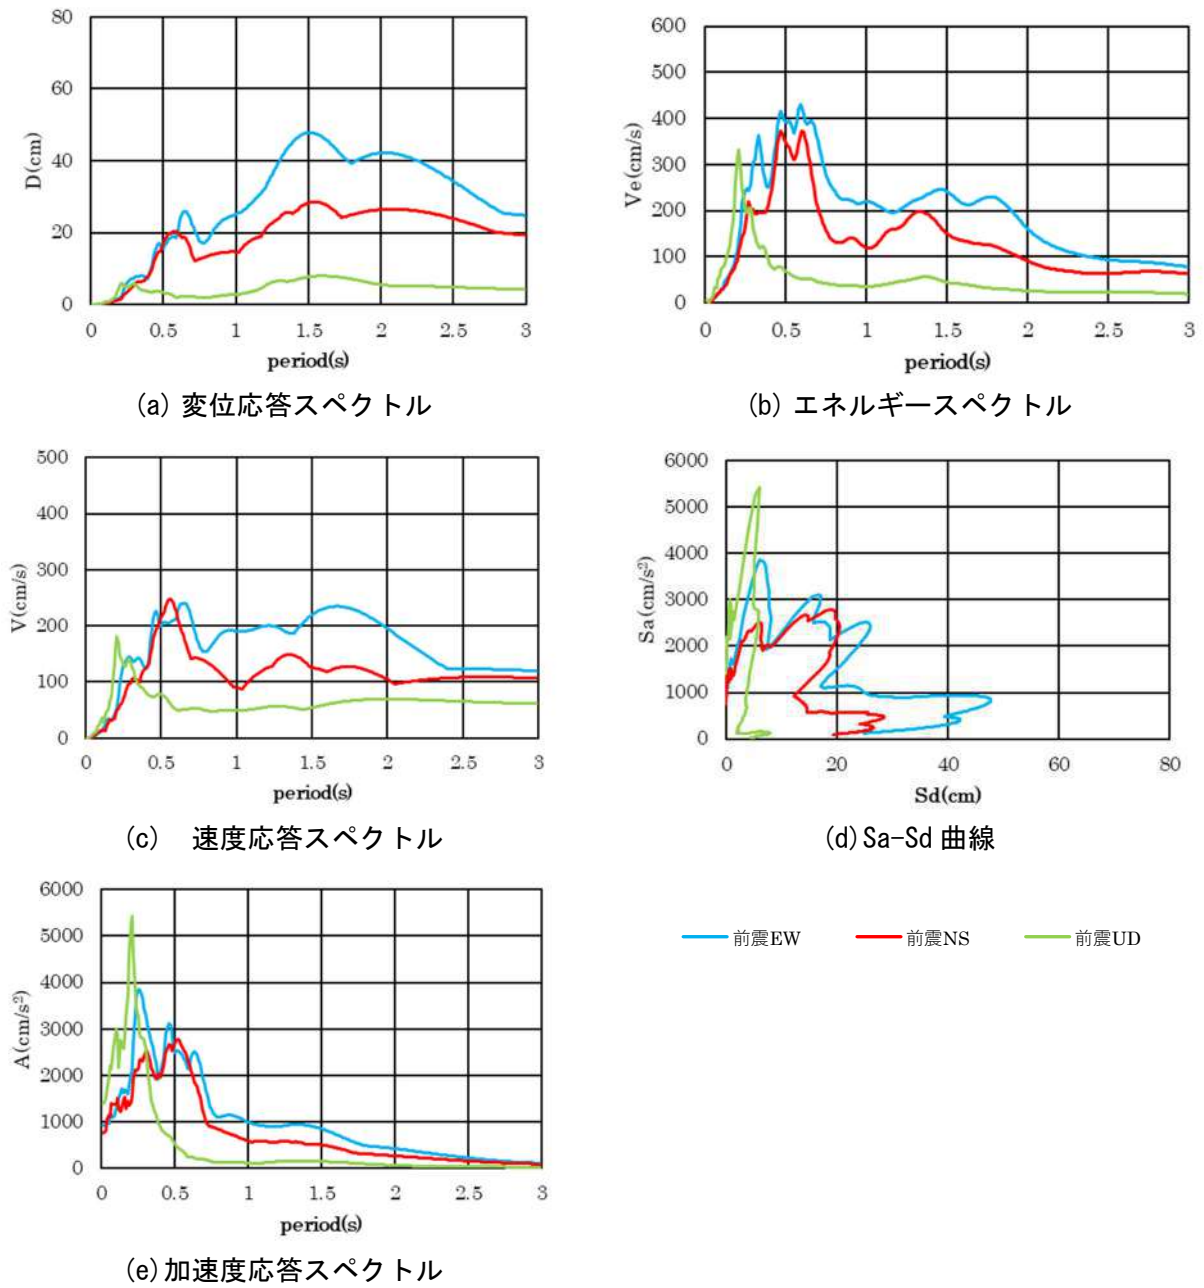 80
60
40
20
0
D(cm)
0 0.5 1 1.5 2 2.5 3
period(s)
(a) 変位応答スペクトル
600
500
400
300
200
100
0
Ve(cm/s)
0 0.5 1 1.5 2 2.5 3
period(s)
(b) エネルギースペクトル
500
400
300
200
100
0
V(cm/s)
0 0.5 1 1.5 2 2.5 3
period(s)
(c) 速度応答スペクトル
6000
5000
4000
3000
2000
1000
0
Sa(cm/s²)
0 20 40 60 80
Sd(cm)
(d)Sa-Sd 曲線
6000
5000
4000
3000
2000
1000
0
A(cm/s²)
0 0.5 1 1.5 2 2.5 3
period(s)
(e)加速度応答スペクトル
前震EW 前震NS 前震UD